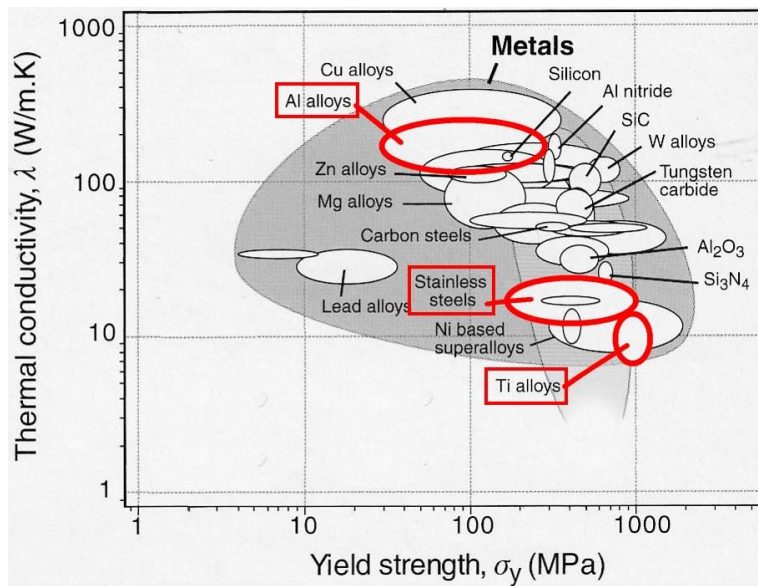 1000
Metals
Cu alloys
Silicon
Al alloys
Al nitride
SiC
W alloys
Zn alloys
100
Tungsten
carbide
Mg alloys
Carbon steels
Al₂O₃
Stainless
steels
Si₃N₄
Lead alloys
Ni based
superalloys
10
Ti alloys
1
Thermal conductivity, λ (W/m.K)
1
10
100
1000
Yield strength, σy (MPa)